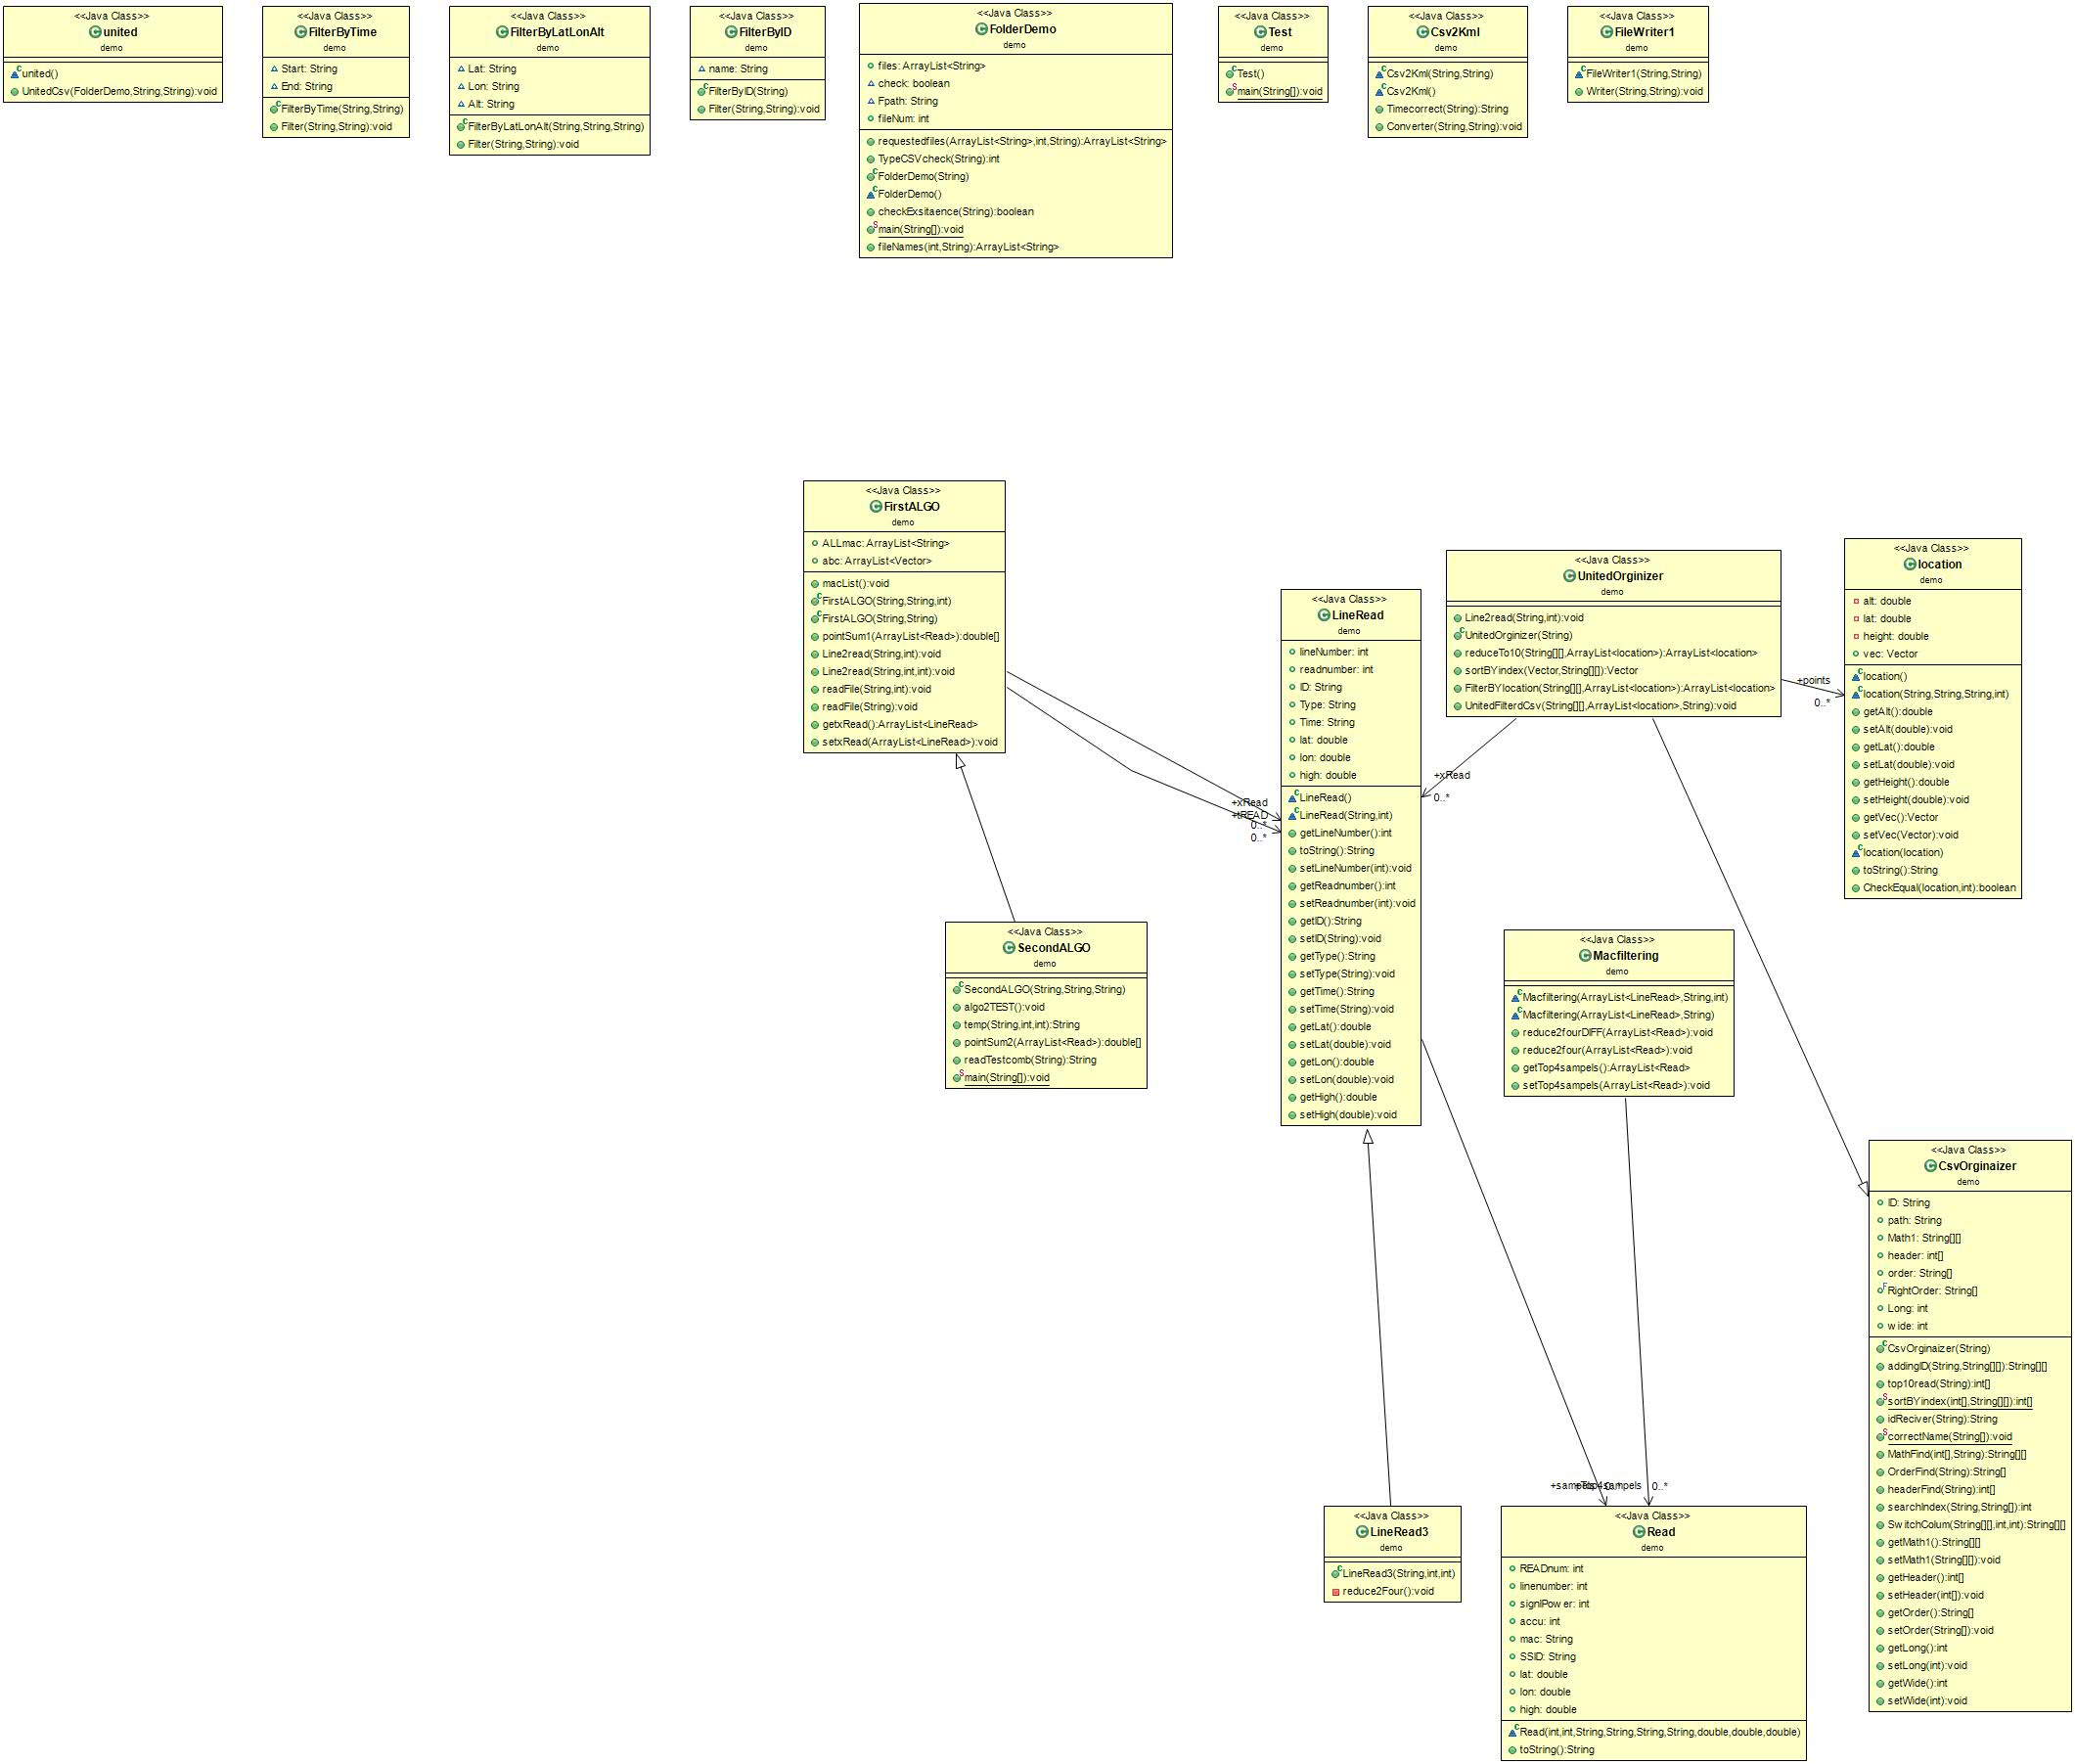 <<Java Class>>
united
demo
united()
UnitedCsv(FolderDemo,String,String):void
<<Java Class>>
FilterByTime
demo
Start: String
End: String
FilterByTime(String,String)
Filter(String,String):void
<<Java Class>>
FilterByLatLonAlt
demo
Lat: String
Lon: String
Alt: String
FilterByLatLonAlt(String,String,String)
Filter(String,String):void
<<Java Class>>
FilterByID
demo
name: String
FilterByID(String)
Filter(String,String):void
<<Java Class>>
FolderDemo
demo
files: ArrayList<String>
check: boolean
Fpath: String
fileNum: int
requestedfiles(ArrayList<String>,int,String):ArrayList<String>
TypeCSVcheck(String):int
FolderDemo(String)
FolderDemo()
checkExsitaence(String):boolean
main(String[]):void
fileNames(int,String):ArrayList<String>
<<Java Class>>
Test
demo
Test()
main(String[]):void
<<Java Class>>
Csv2Kml
demo
Csv2Kml(String,String)
Csv2Kml()
Timecorrect(String):String
Converter(String,String):void
<<Java Class>>
FileWriter1
demo
FileWriter1(String,String)
Writer(String,String):void
<<Java Class>>
FirstALGO
demo
ALLmac: ArrayList<String>
abc: ArrayList<Vector>
macList():void
FirstALGO(String,String,int)
FirstALGO(String,String)
pointSum1(ArrayList<Read>):double[]
Line2read(String,int):void
Line2read(String,int,int):void
readFile(String,int):void
readFile(String):void
getxRead():ArrayList<LineRead>
setxRead(ArrayList<LineRead>):void
+xRead
+tREAD
0..*
0..*
<<Java Class>>
SecondALGO
demo
SecondALGO(String,String,String)
algo2TEST():void
temp(String,int,int):String
pointSum2(ArrayList<Read>):double[]
readTestcomb(String):String
main(String[]):void
<<Java Class>>
LineRead
demo
lineNumber: int
readnumber: int
ID: String
Type: String
Time: String
lat: double
lon: double
high: double
LineRead()
LineRead(String,int)
getLineNumber():int
toString():String
setLineNumber(int):void
getReadnumber():int
setReadnumber(int):void
getID():String
setID(String):void
getType():String
setType(String):void
getTime():String
setTime(String):void
getLat():double
setLat(double):void
getLon():double
setLon(double):void
getHigh():double
setHigh(double):void
<<Java Class>>
UnitedOrginizer
demo
Line2read(String,int):void
UnitedOrginizer(String)
reduceTo10(String[][],ArrayList<location>):ArrayList<location>
sortBYindex(Vector,String[][]):Vector
FilterBYlocation(String[][],ArrayList<location>):ArrayList<location>
UnitedFilterdCsv(String[][],ArrayList<location>,String):void
+xRead
0..*
+points
0..*
<<Java Class>>
location
demo
alt: double
lat: double
height: double
vec: Vector
location()
location(String,String,String,int)
getAlt():double
setAlt(double):void
getLat():double
setLat(double):void
getHeight():double
setHeight(double):void
getVec():Vector
setVec(Vector):void
location(location)
toString():String
CheckEqual(location,int):boolean
<<Java Class>>
Macfiltering
demo
Macfiltering(ArrayList<LineRead>,String,int)
Macfiltering(ArrayList<LineRead>,String)
reduce2fourDIFF(ArrayList<Read>):void
reduce2four(ArrayList<Read>):void
getTop4sampels():ArrayList<Read>
setTop4sampels(ArrayList<Read>):void
<<Java Class>>
CsvOrginaizer
demo
ID: String
path: String
Math1: String[][]
header: int[]
order: String[]
RightOrder: String[]
Long: int
wide: int
CsvOrginaizer(String)
addingID(String,String[][]):String[][]
top10read(String):int[]
sortBYindex(int[],String[][]):int[]
idReciver(String):String
correctName(String[]):void
MathFind(int[],String):String[][]
OrderFind(String):String[]
headerFind(String):int[]
searchIndex(String,String[]):int
SwitchColum(String[][],int,int):String[][]
getMath1():String[][]
setMath1(String[][]):void
getHeader():int[]
setHeader(int[]):void
getOrder():String[]
setOrder(String[]):void
getLong():int
setLong(int):void
getWide():int
setWide(int):void
<<Java Class>>
LineRead3
demo
LineRead3(String,int,int)
reduce2Four():void
+sampels
+Top4sampels
0..*
0..*
<<Java Class>>
Read
demo
READnum: int
linenumber: int
signlPower: int
accu: int
mac: String
SSID: String
lat: double
lon: double
high: double
Read(int,int,String,String,String,String,double,double,double)
toString():String